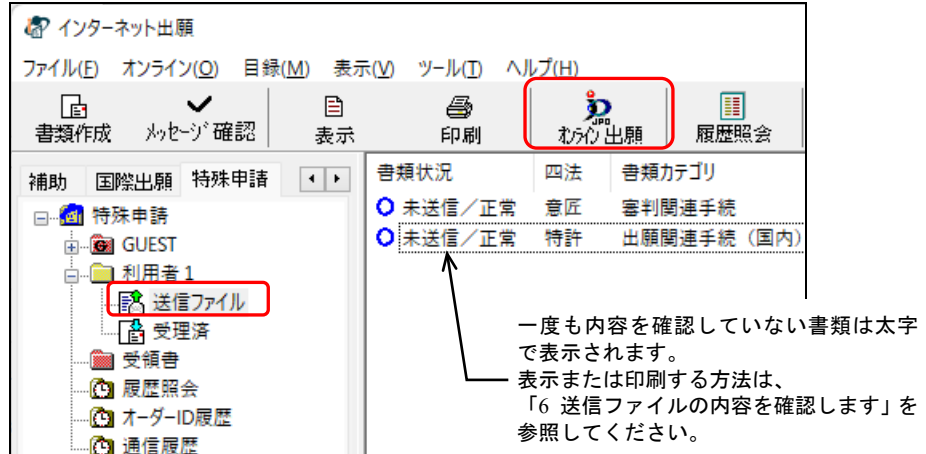 インターネット出願
ファイル(F) オンライン(O) 目録(M) 表示(V) ツール(T) ヘルプ(H)
書類作成 メッセージ確認 表示 印刷 オンライン出願 履歴照会
JPO
補助 国際出願 特殊申請
特殊申請
GUEST
利用者1
送信ファイル
受理済
受領書
履歴照会
オーダーID履歴
通信履歴
書類状況 四法 書類カテゴリ
未送信/正常 意匠 審判関連手続
未送信/正常 特許 出願関連手続(国内)
一度も内容を確認していない書類は太字
で表示されます。
表示または印刷する方法は、
「6 送信ファイルの内容を確認します」を
参照してください。